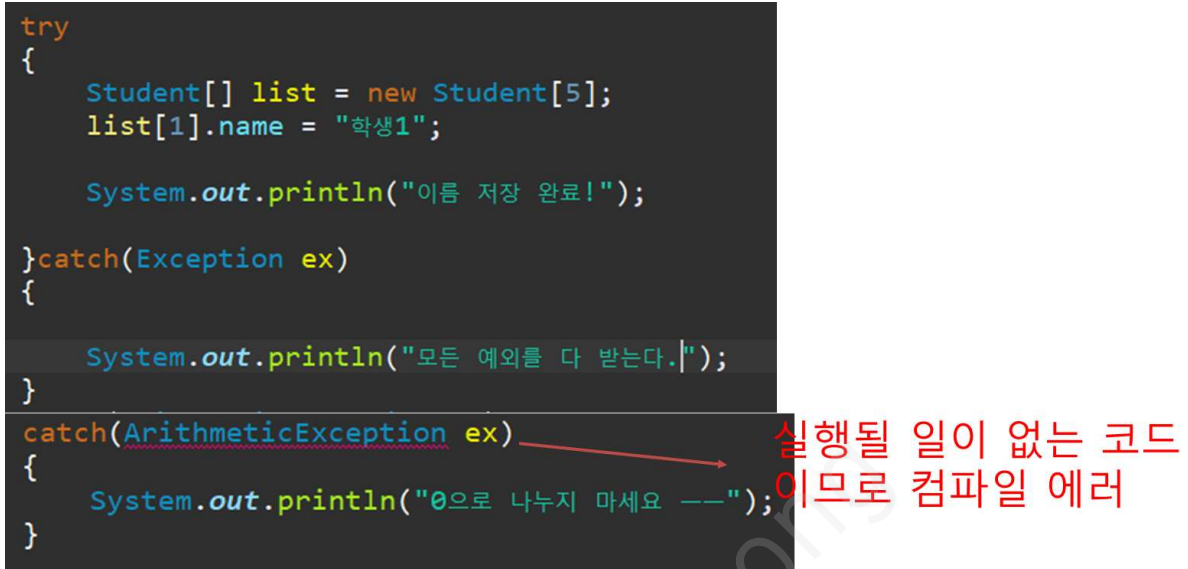 try
{
Student[] list = new Student[5];
list[1].name = "학생1";
System.out.println("이름 저장 완료!");
}catch(Exception ex)
{
System.out.println("모든 예외를 다 받는다.");
}
catch(ArithmeticException ex)
{
System.out.println("0으로 나누지 마세요 ㅡㅡ");
}
실행될 일이 없는 코드
이므로 컴파일 에러